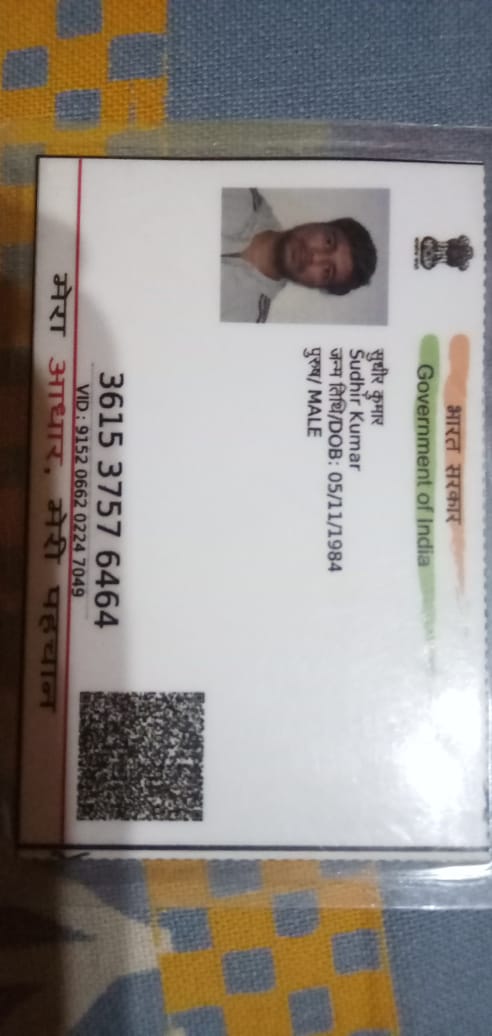 भारत सरकार
Government of India
सुधीर कुमार
Sudhir Kumar
जन्म तिथि/DOB: 05/11/1984
पुरुष/ MALE
3615 3757 6464
VID : 9152 0662 0224 7049
मेरा आधार, मेरी पहचान